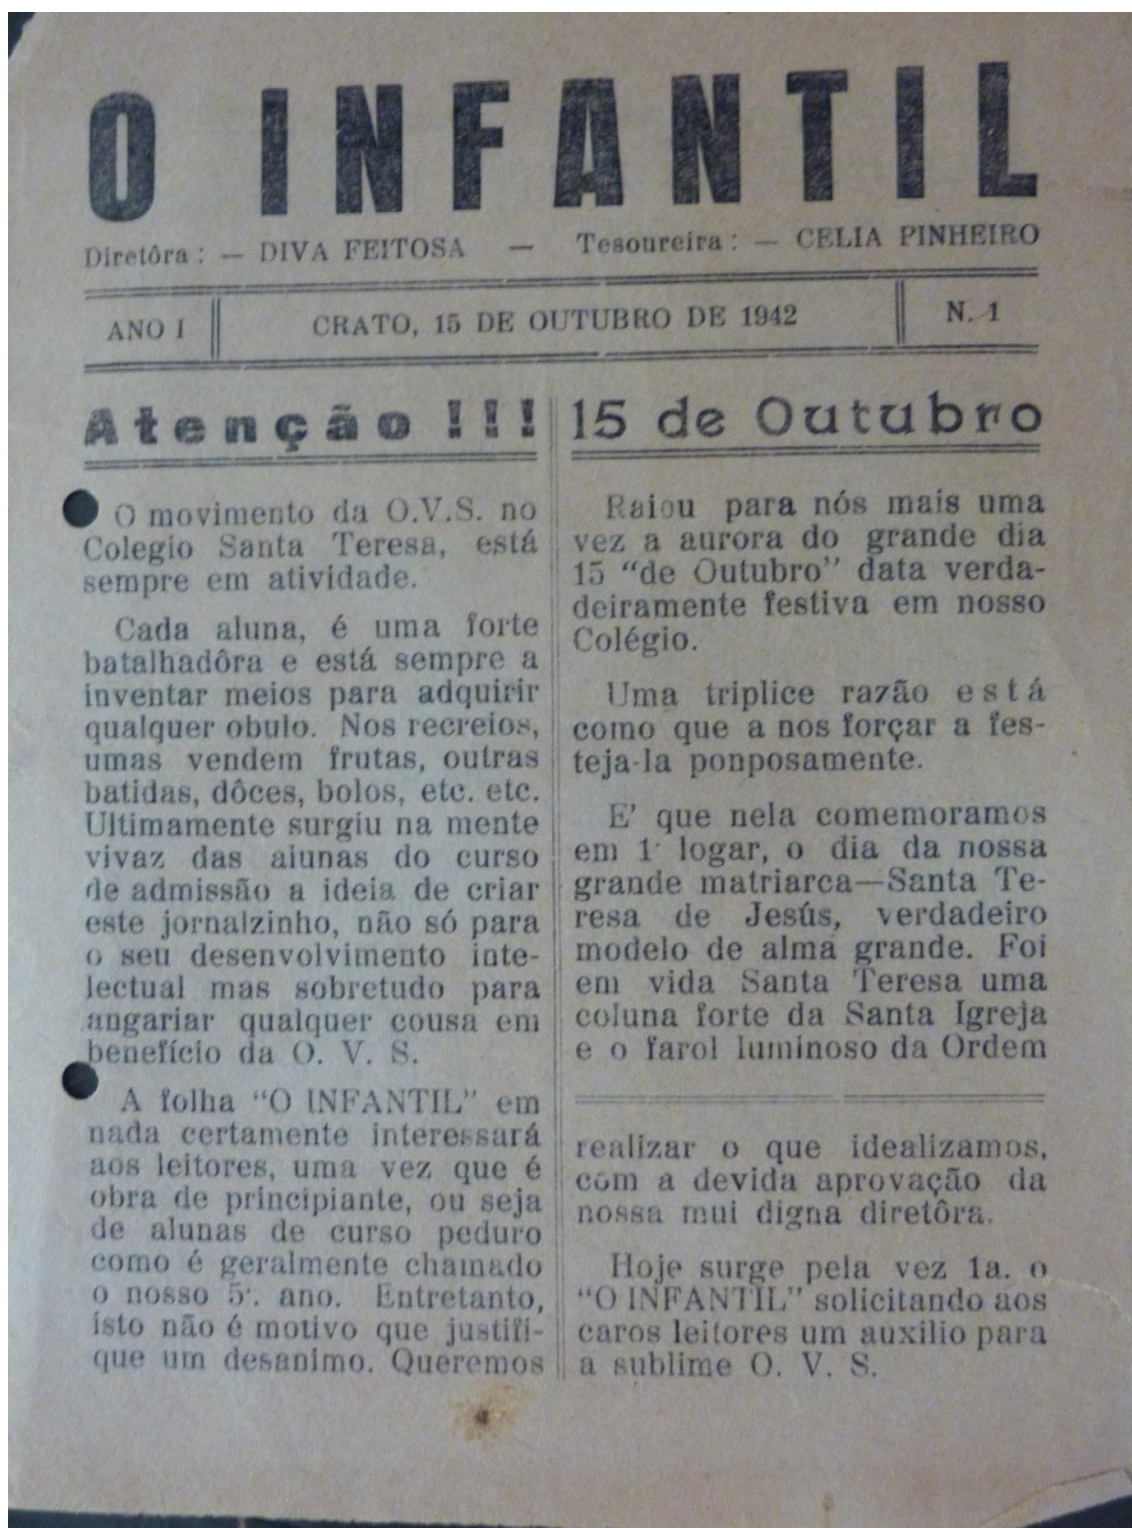 O INFANTIL
Diretôra : — DIVA FEITOSA — Tesoureira : — CELIA PINHEIRO
ANO I
CRATO, 15 DE OUTUBRO DE 1942
N. 1
Atenção !!!
O movimento da O.V.S. no
Colegio Santa Teresa, está
sempre em atividade.
Cada aluna, é uma forte
batalhadôra e está sempre a
inventar meios para adquirir
qualquer obulo. Nos recreios,
umas vendem frutas, outras
batidas, dôces, bolos, etc. etc.
Ultimamente surgiu na mente
vivaz das alunas do curso
de admissão a ideia de criar
este jornalzinho, não só para
o seu desenvolvimento inte-
lectual mas sobretudo para
angariar qualquer cousa em
benefício da O. V. S.
A folha “O INFANTIL” em
nada certamente interessará
aos leitores, uma vez que é
obra de principiante, ou seja
de alunas de curso peduro
como é geralmente chamado
o nosso 5·. ano. Entretanto,
isto não é motivo que justifi-
que um desanimo. Queremos
realizar o que idealizamos,
com a devida aprovação da
nossa mui digna diretôra.
Hoje surge pela vez 1a. o
“O INFANTIL” solicitando aos
caros leitores um auxilio para
a sublime O. V. S.
15 de Outubro
Raiou para nós mais uma
vez a aurora do grande dia
15 “de Outubro” data verda-
deiramente festiva em nosso
Colégio.
Uma triplice razão está
como que a nos forçar a fes-
teja-la ponposamente.
E’ que nela comemoramos
em 1· logar, o dia da nossa
grande matriarca—Santa Te-
resa de Jesús, verdadeiro
modelo de alma grande. Foi
em vida Santa Teresa uma
coluna forte da Santa Igreja
e o farol luminoso da Ordem